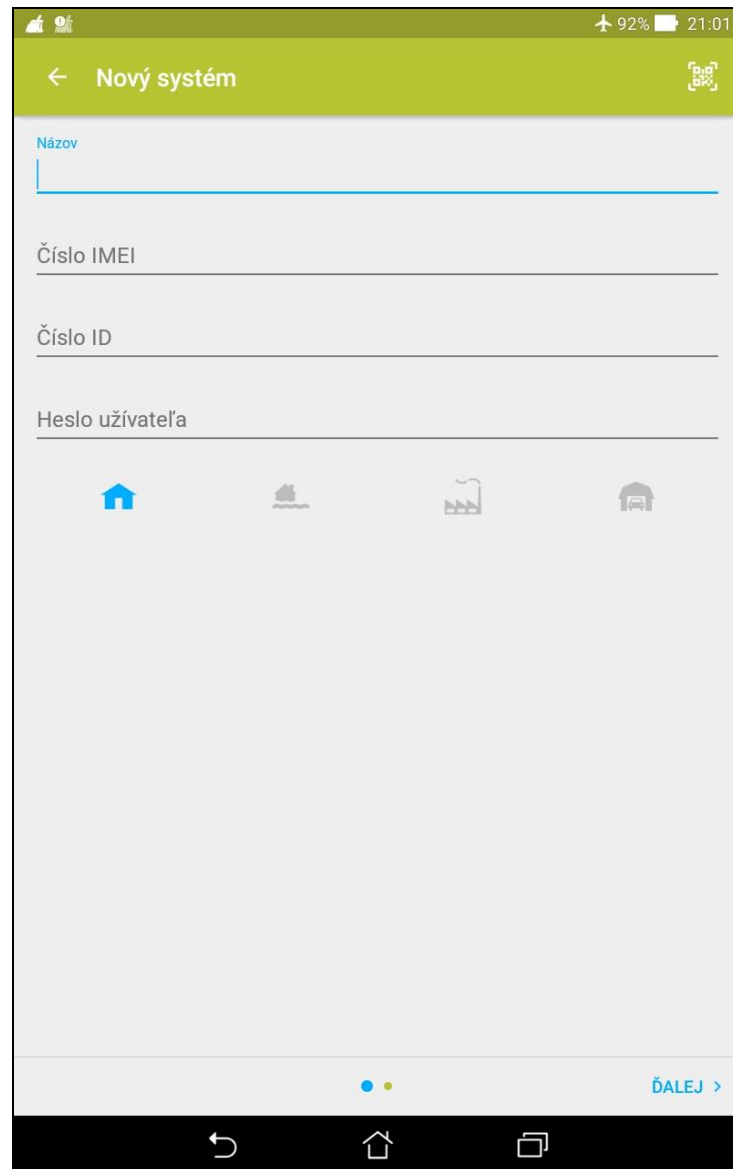 92% 21:01
Nový systém
Názov
Číslo IMEI
Číslo ID
Heslo užívateľa
ĎALEJ